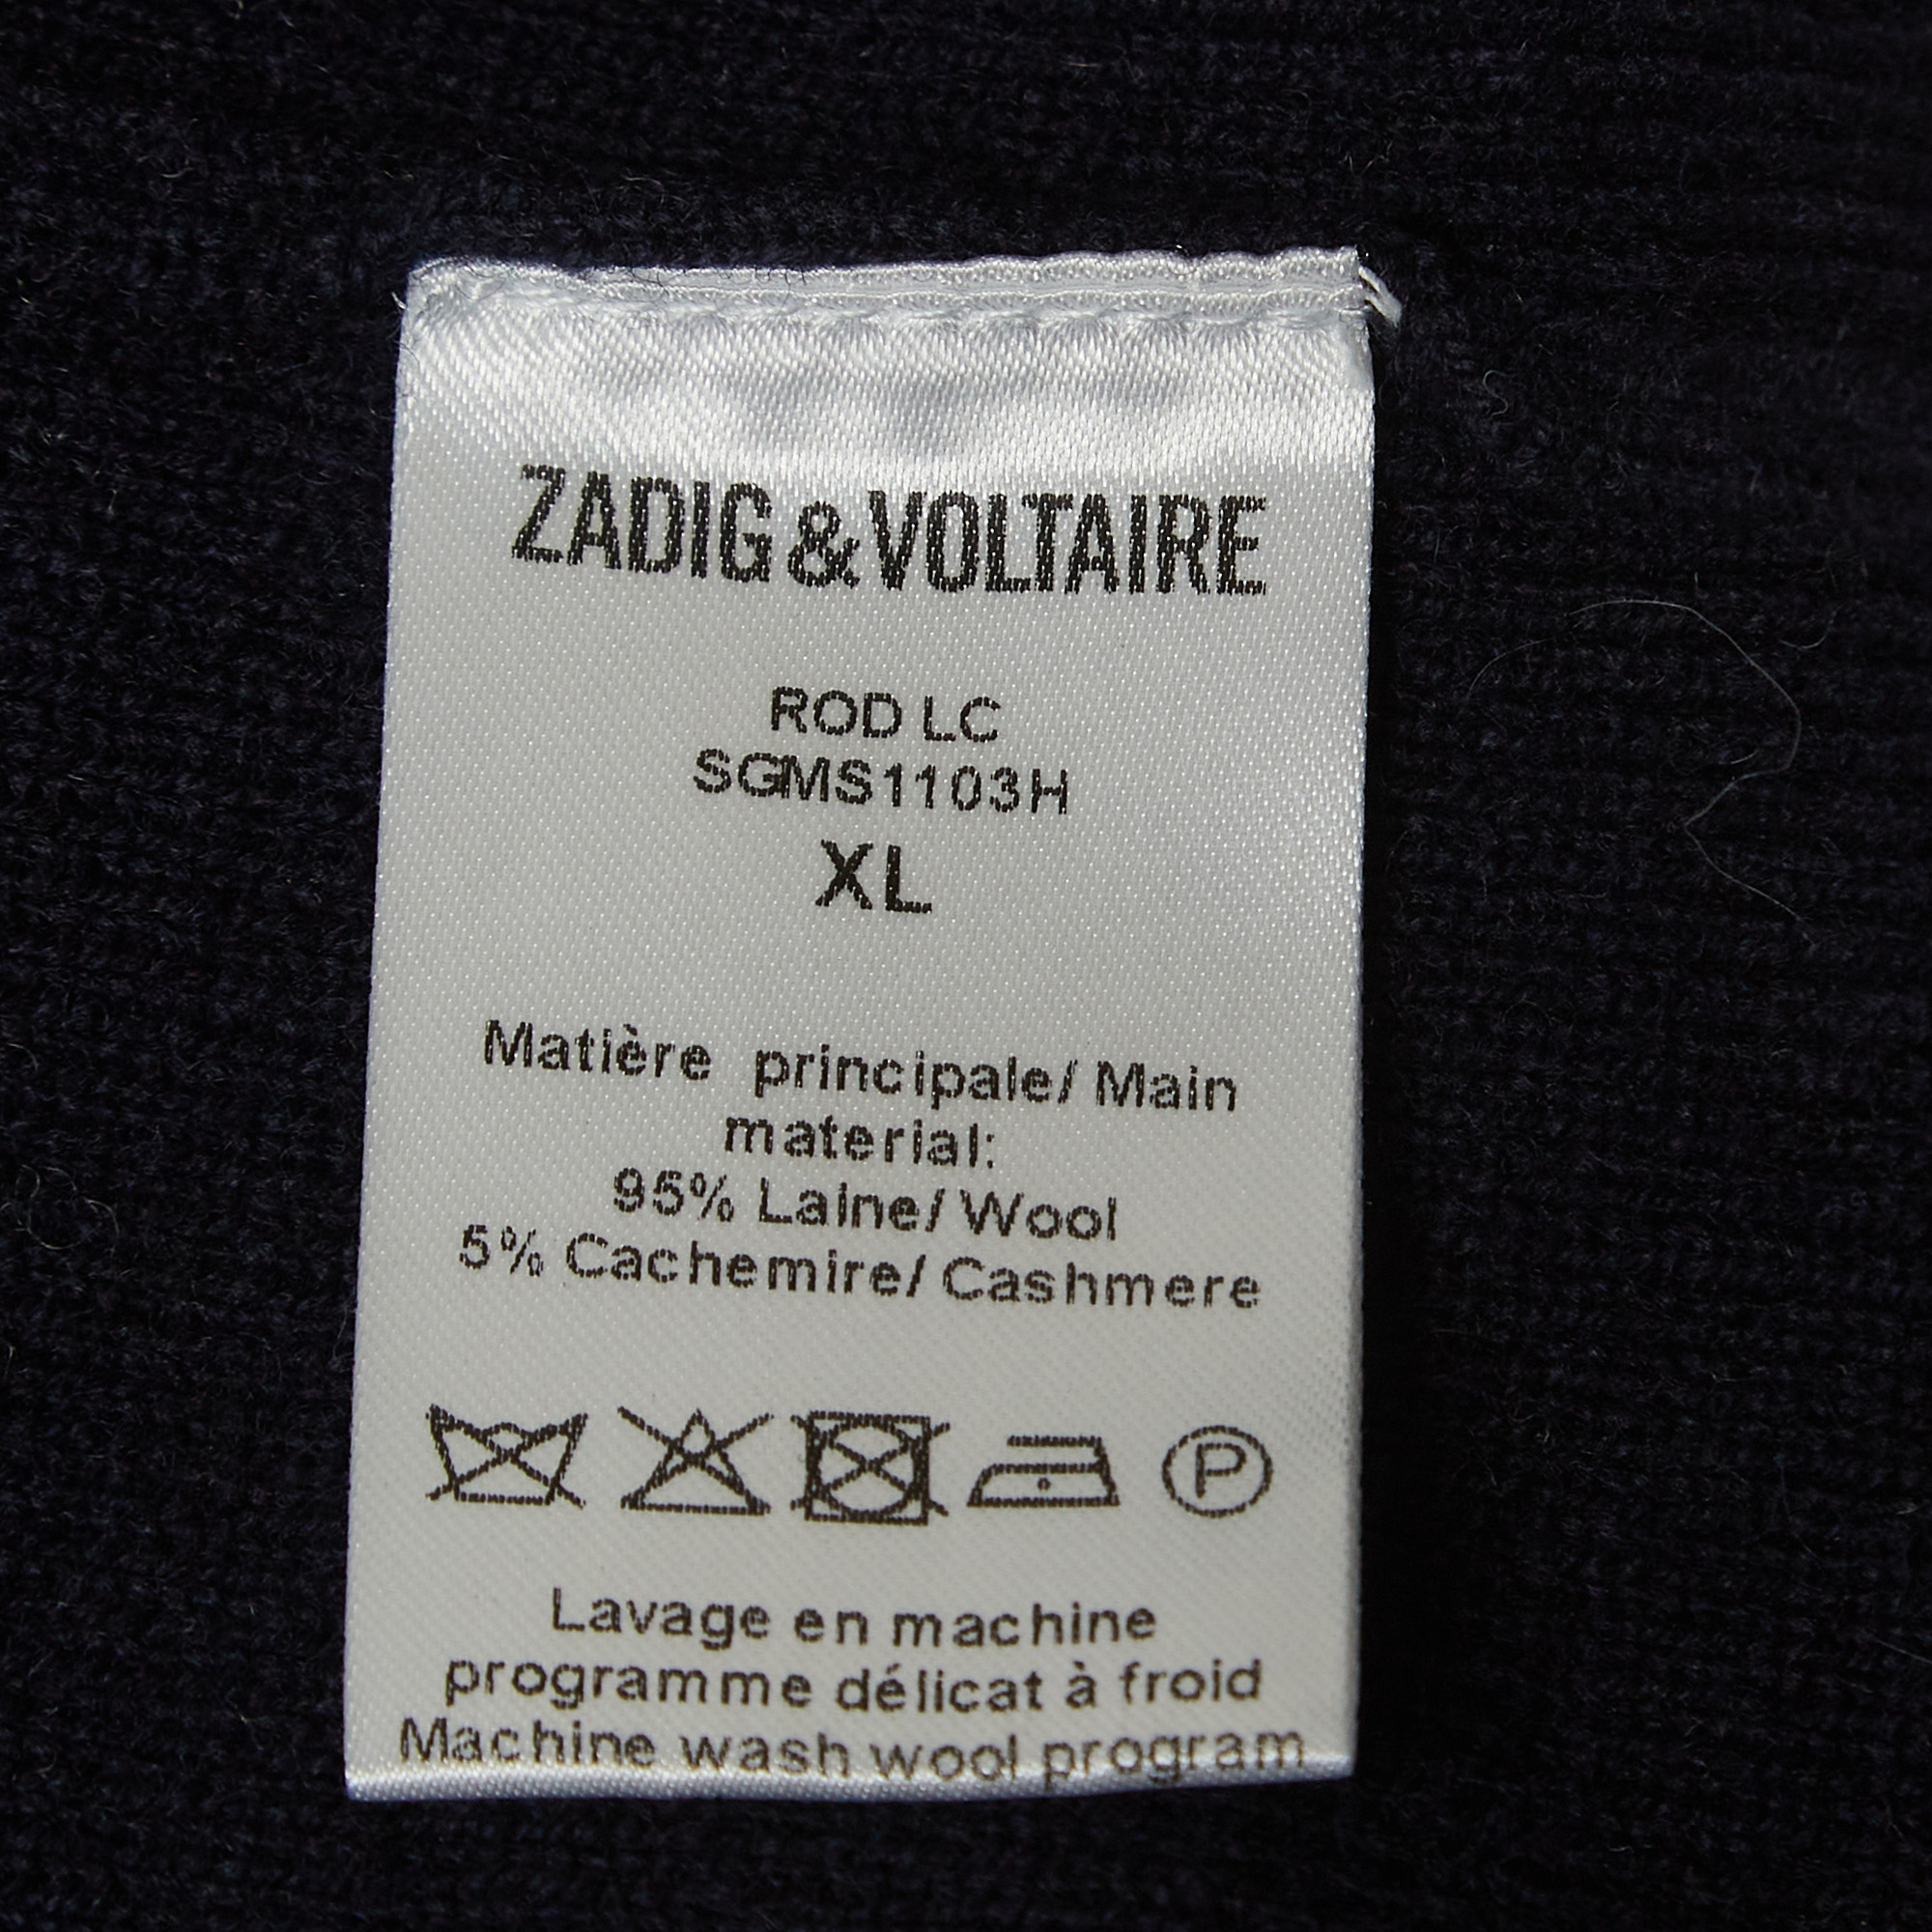 ZADIG&VOLTAIRE
ROD LC
SGMS1103H
XL
Matière principale/ Main
material:
95% Laine/ Wool
5% Cachemire/ Cashmere
P
Lavage en machine
programme délicat à froid
Machine wash wool program